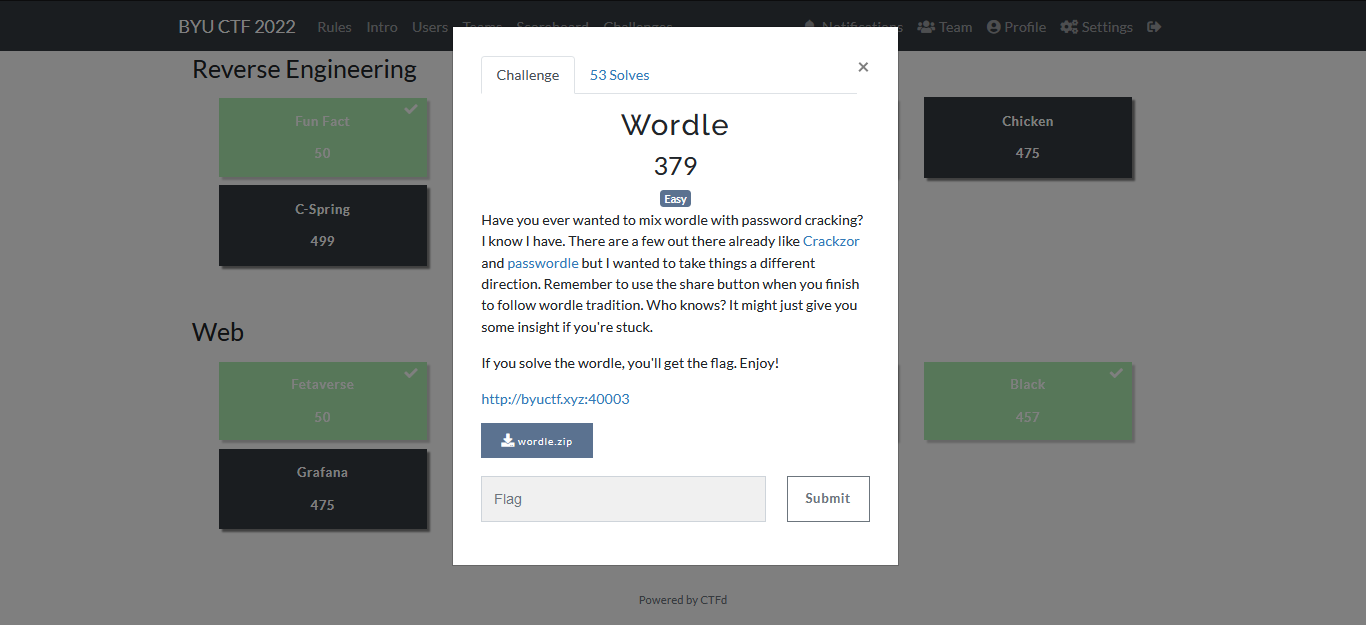 BYU CTF 2022 Rules Intro Users Teams Scoreboard Challenges Notifications Team Profile Settings
Reverse Engineering
Fun Fact
50
Chicken
475
C-Spring
499
Web
Fetaverse
50
Black
457
Grafana
475
Challenge 53 Solves ×
Wordle
379
Easy
Have you ever wanted to mix wordle with password cracking?
I know I have. There are a few out there already like Crackzor
and passwordle but I wanted to take things a different
direction. Remember to use the share button when you finish
to follow wordle tradition. Who knows? It might just give you
some insight if you're stuck.
If you solve the wordle, you'll get the flag. Enjoy!
http://byuctf.xyz:40003
wordle.zip
Flag Submit
Powered by CTFd